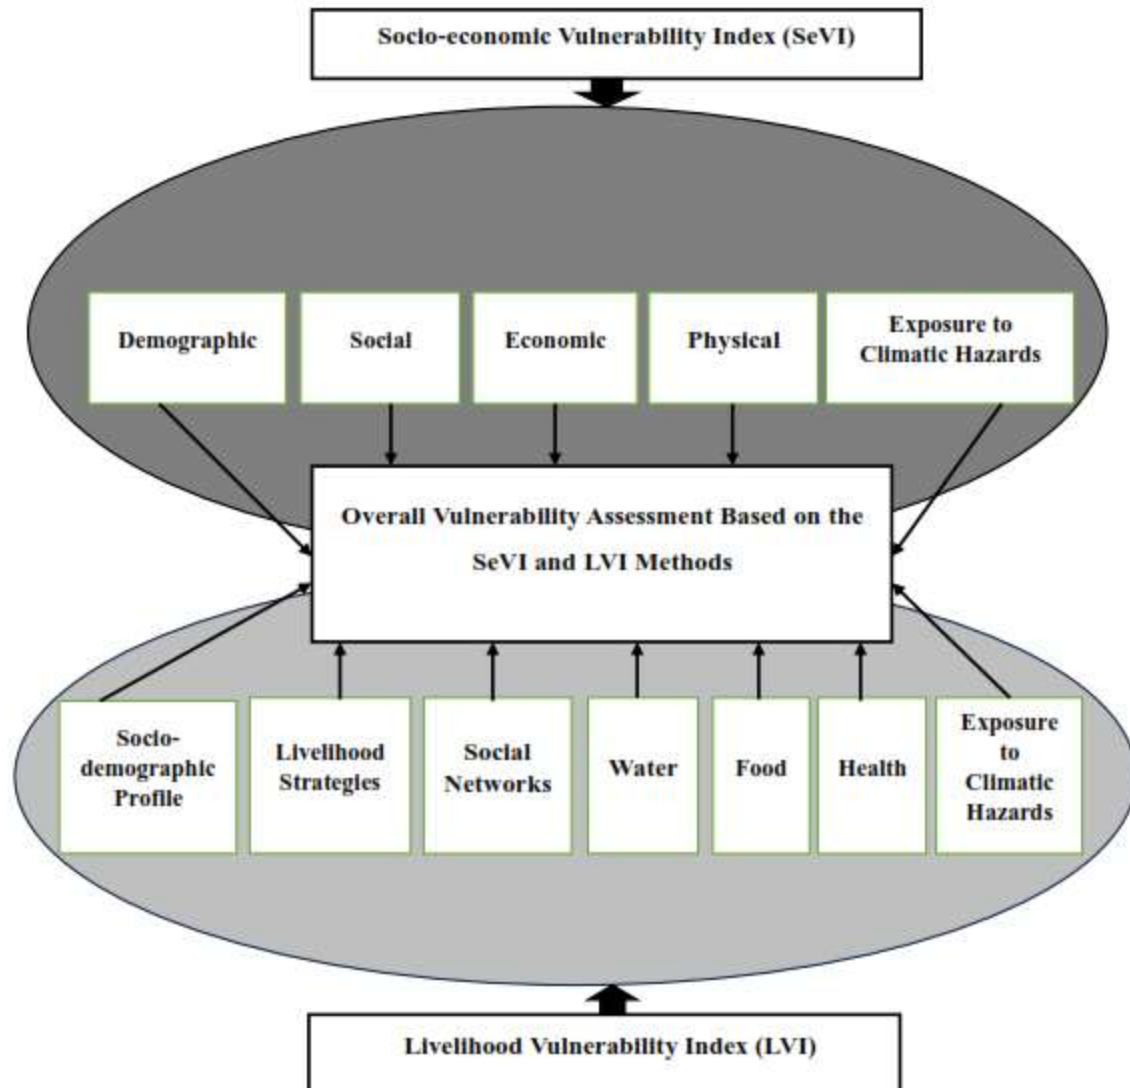 Socio-economic Vulnerability Index (SeVI)
Demographic
Social
Economic
Physical
Exposure to
Climatic Hazards
Overall Vulnerability Assessment Based on the
SeVI and LVI Methods
Socio-
demographic
Profile
Livelihood
Strategies
Social
Networks
Water
Food
Health
Exposure
to
Climatic
Hazards
Livelihood Vulnerability Index (LVI)